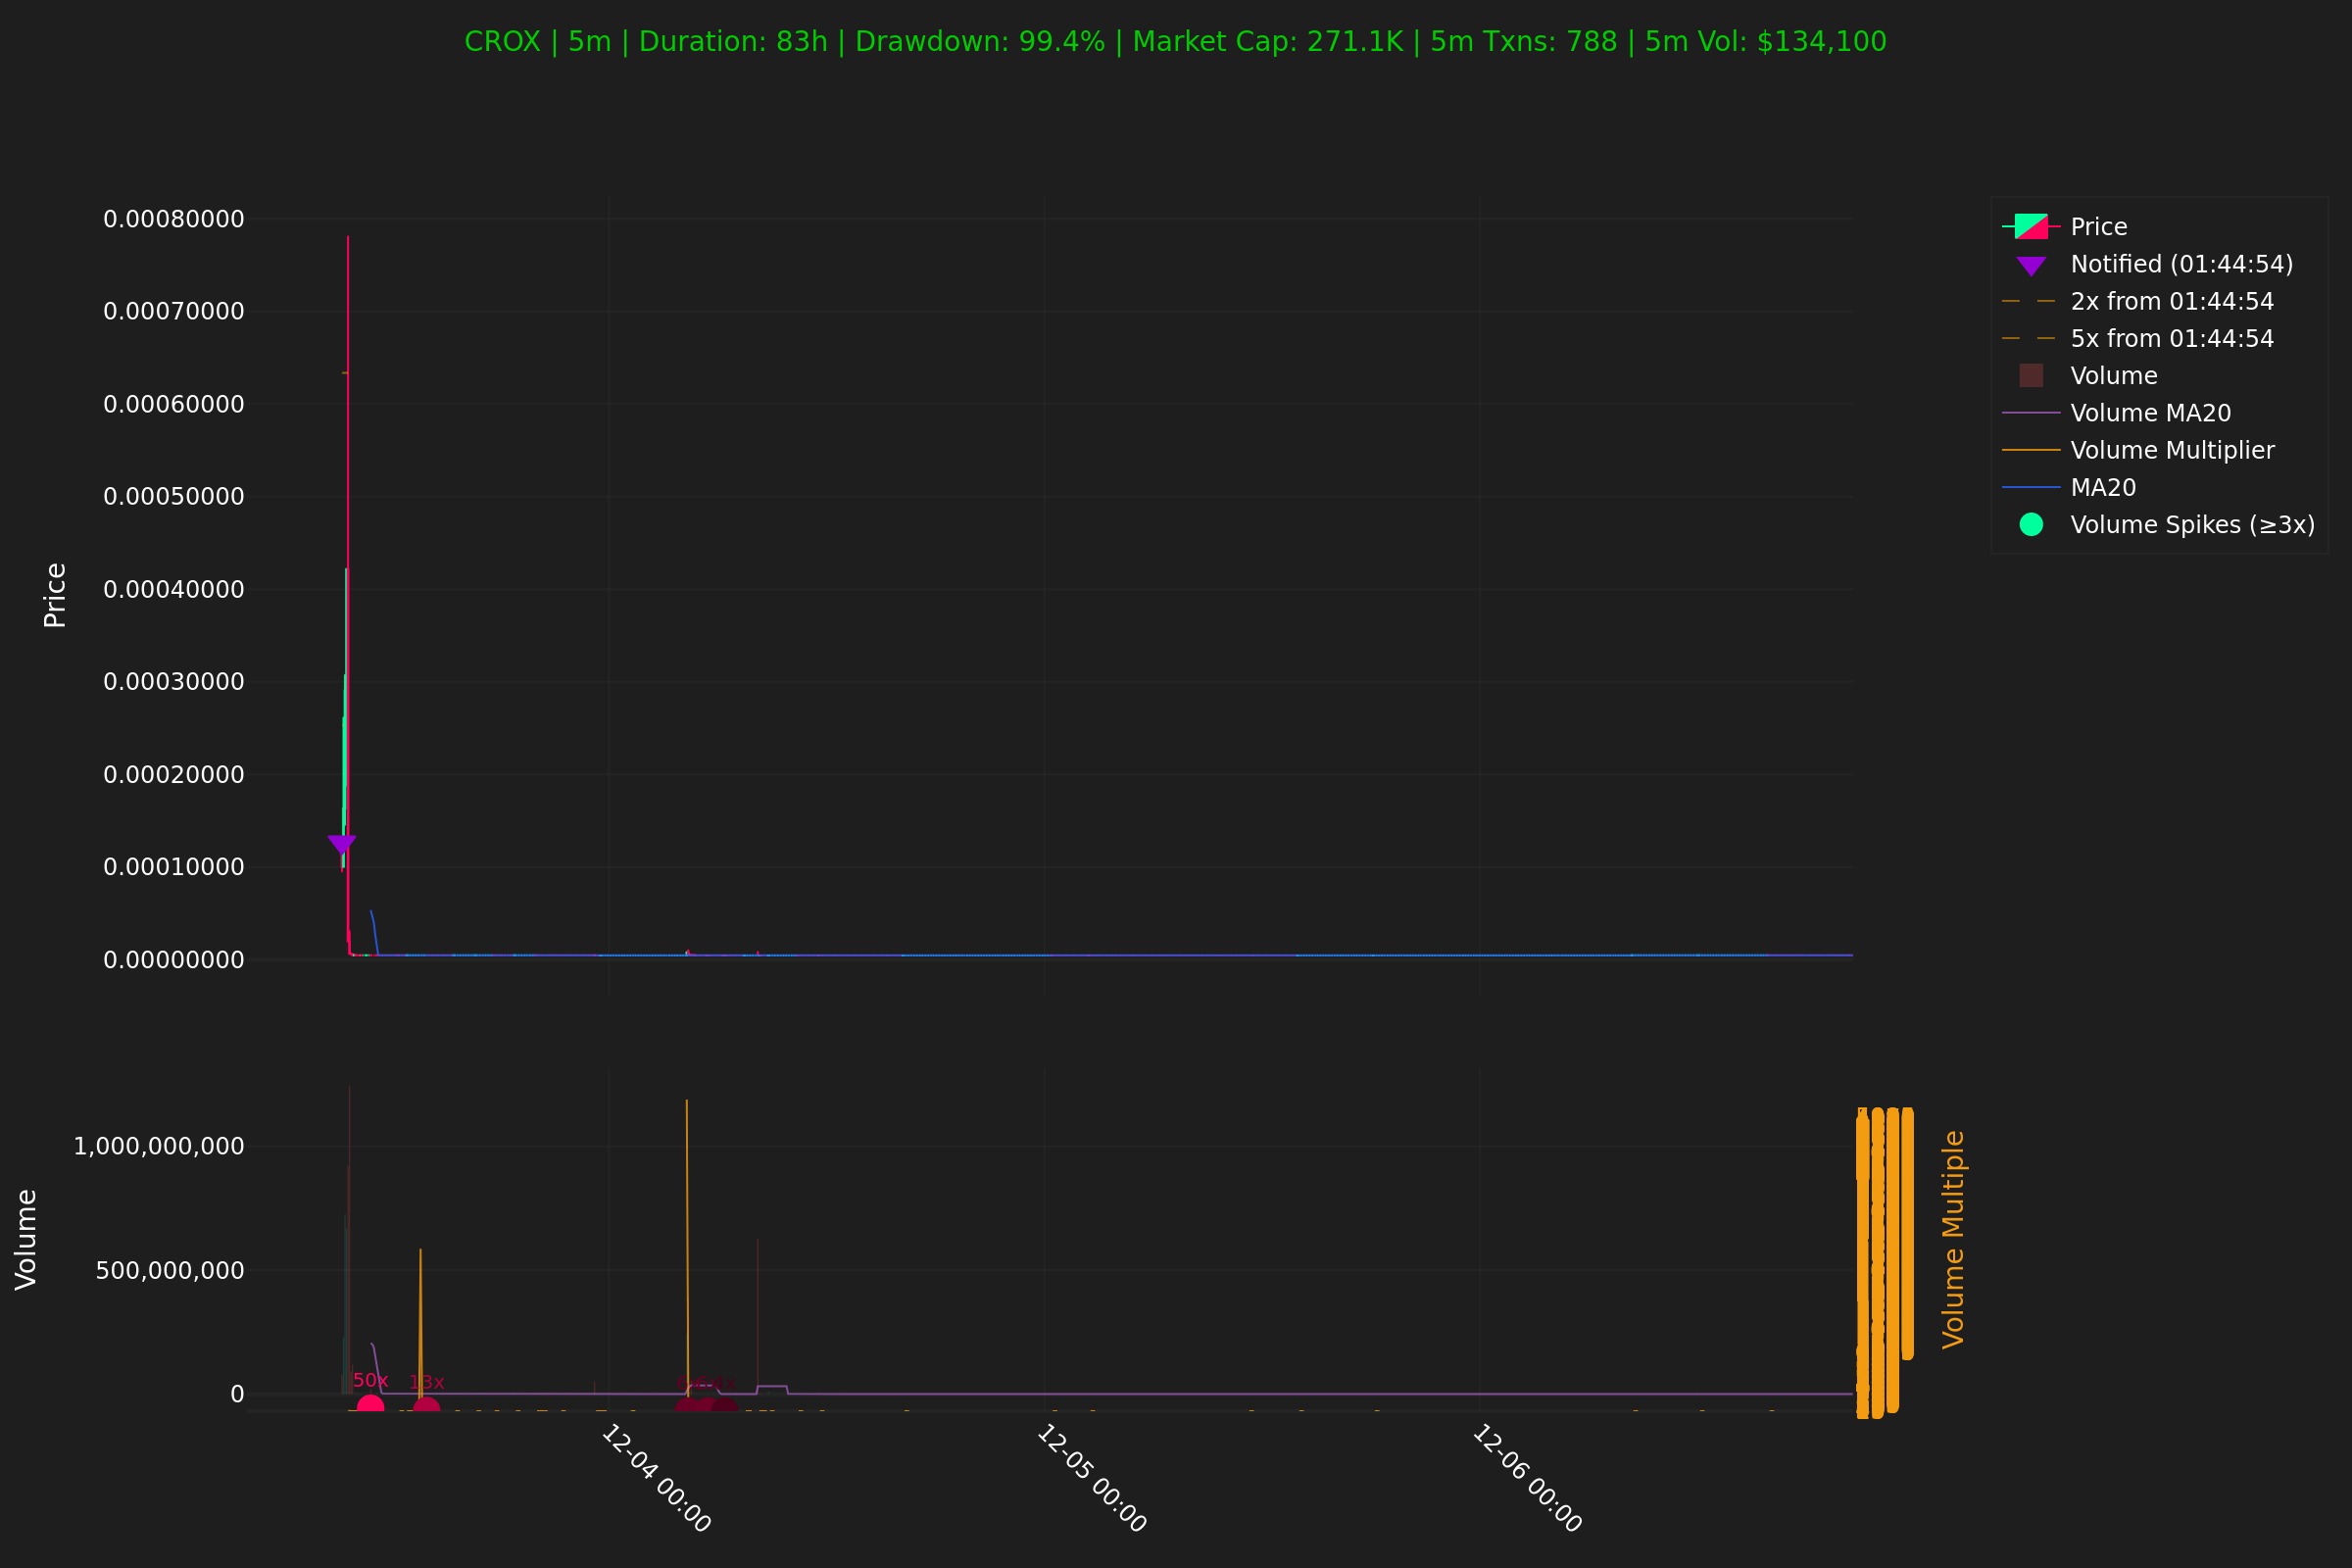 CROX | 5m | Duration: 83h | Drawdown: 99.4% | Market Cap: 271.1K | 5m Txns: 788 | 5m Vol: $134,100
Price
0.00080000
0.00070000
0.00060000
0.00050000
0.00040000
0.00030000
0.00020000
0.00010000
0.00000000
Price
Notified (01:44:54)
2x from 01:44:54
5x from 01:44:54
Volume
Volume MA20
Volume Multiplier
MA20
Volume Spikes (≥3x)
Volume
1,000,000,000
500,000,000
0
50x
13x
Volume Multiple
12-04 00:00
12-05 00:00
12-06 00:00